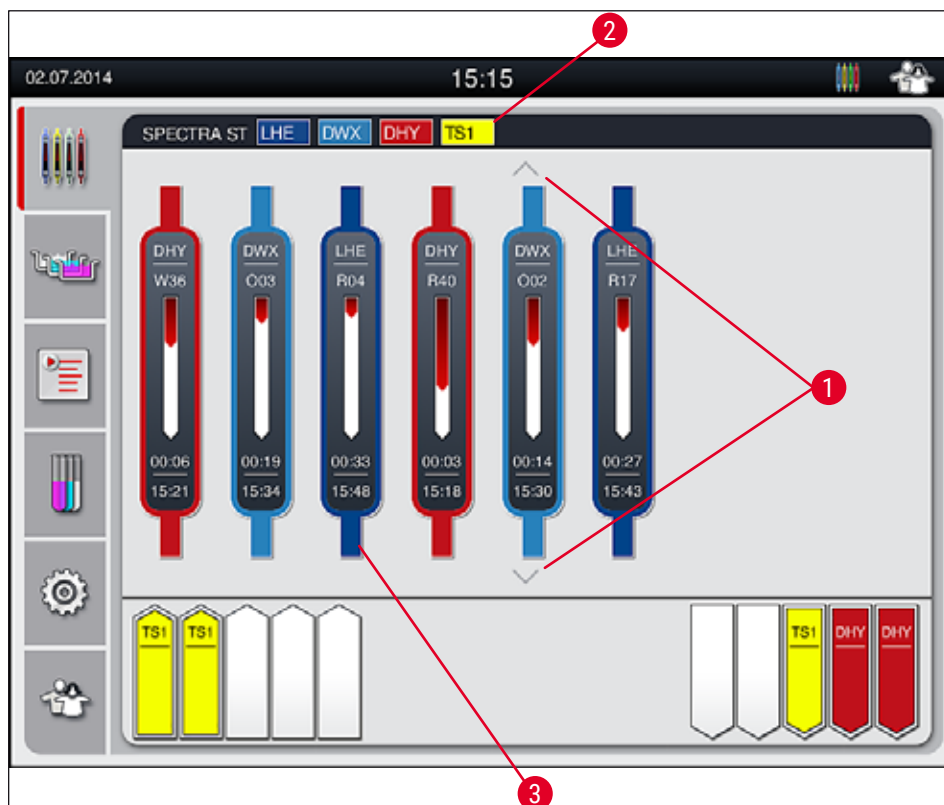 2
02.07.2014 15:15
SPECTRA ST LHE DWX DHY TS1
DHY DWX LHE DHY DWX LHE
W36 O03 R04 R40 O02 R17
1
00:06 00:19 00:33 00:03 00:14 00:27
15:21 15:34 15:48 15:18 15:30 15:43
TS1 TS1 TS1 DHY DHY
3